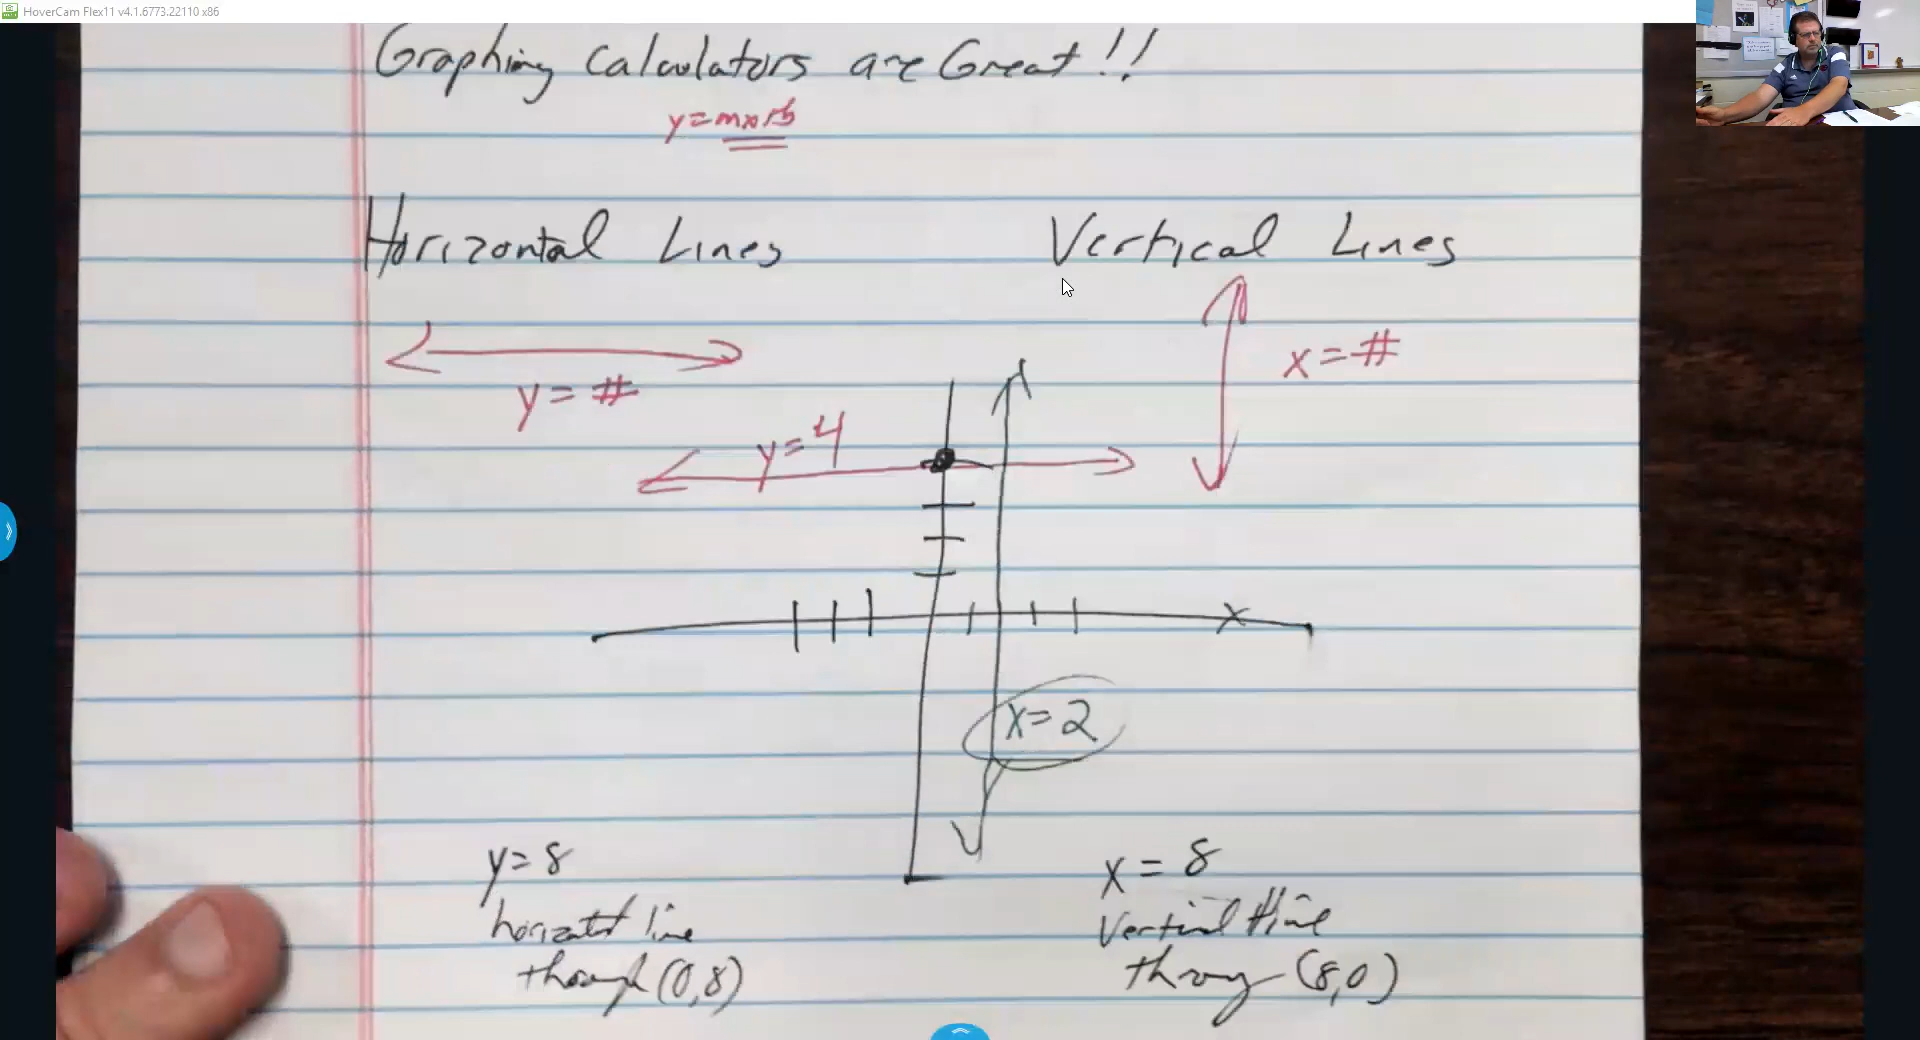 HoverCam Flex11 v4.1.6773.22110 x86
Graphing Calculators are Great!!
y=mx+b
Horizontal Lines
Vertical Lines
x=#
y=#
y=4
x
x=2
y=8
horizontal line
through (0,8)
x=8
Vertical line
throug (8,0)